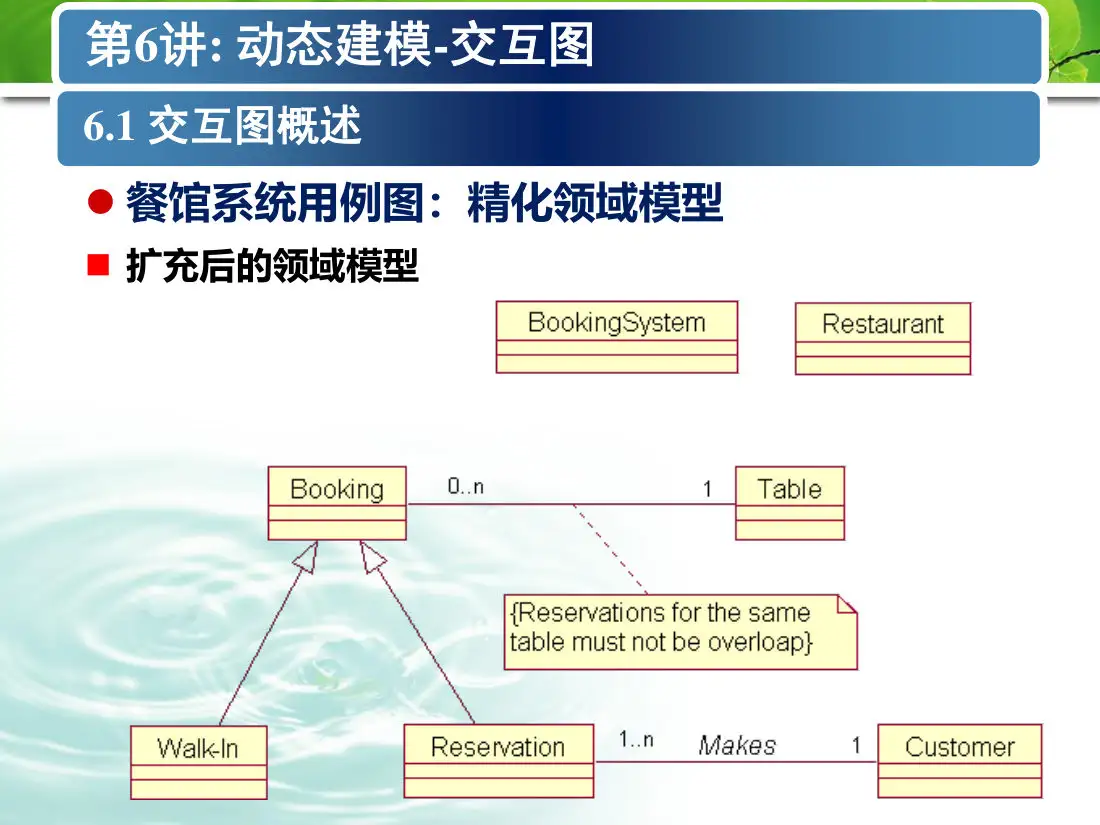 第6讲: 动态建模-交互图
6.1 交互图概述
餐馆系统用例图：精化领域模型
扩充后的领域模型
BookingSystem
Restaurant
Booking
0..n
1
Table
{Reservations for the same
table must not be overloap}
Walk-In
Reservation
1..n
Makes
1
Customer